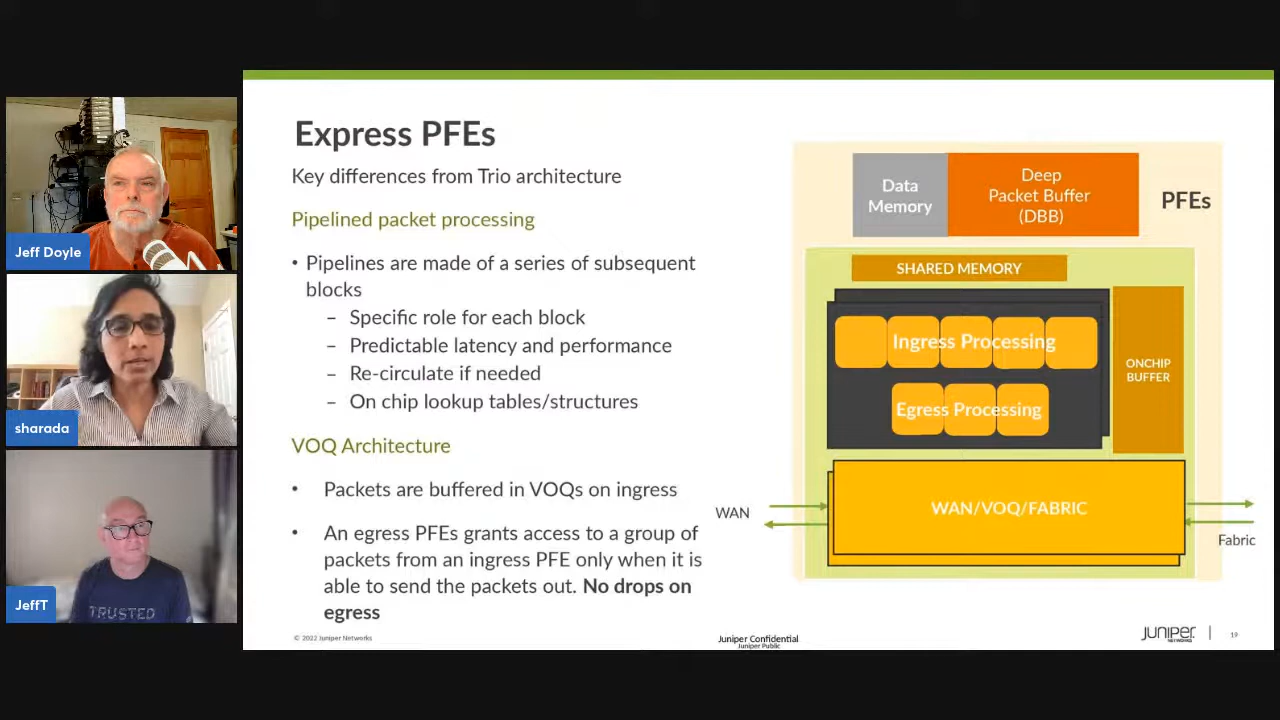 Jeff Doyle
sharada
JeffT
TRUSTED
Express PFEs
Key differences from Trio architecture
Pipelined packet processing
• Pipelines are made of a series of subsequent
blocks
– Specific role for each block
– Predictable latency and performance
– Re-circulate if needed
– On chip lookup tables/structures
VOQ Architecture
• Packets are buffered in VOQs on ingress
• An egress PFEs grants access to a group of
packets from an ingress PFE only when it is
able to send the packets out. No drops on
egress
Data
Memory
Deep
Packet Buffer
(DBB)
PFEs
SHARED MEMORY
Ingress Processing
Egress Processing
ONCHIP
BUFFER
WAN/VOQ/FABRIC
WAN
Fabric
© 2022 Juniper Networks
Juniper Confidential
Juniper Public
JUNIPER
NETWORKS
19